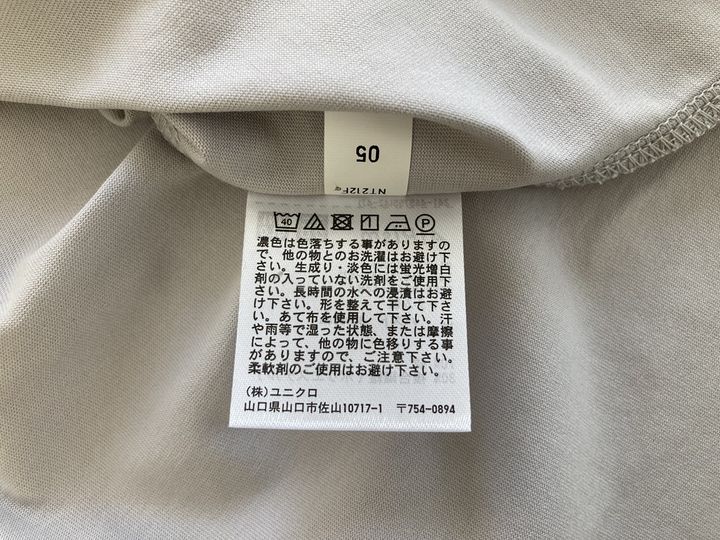 05
NT212F
40
P
濃色は色落ちする事がありますの
で、他の物とのお洗濯はお避け下
さい。生成り・淡色には蛍光増白
剤の入っていない洗剤をご使用下
さい。長時間の水への浸漬はお避
け下さい。形を整えて干して下さ
い。あて布を使用して下さい。汗
や雨等で湿った状態、または摩擦
によって、他の物に色移りする事
がありますので、ご注意下さい。
柔軟剤のご使用はお避け下さい。
(株)ユニクロ
山口県山口市佐山10717-1 〒754-0894